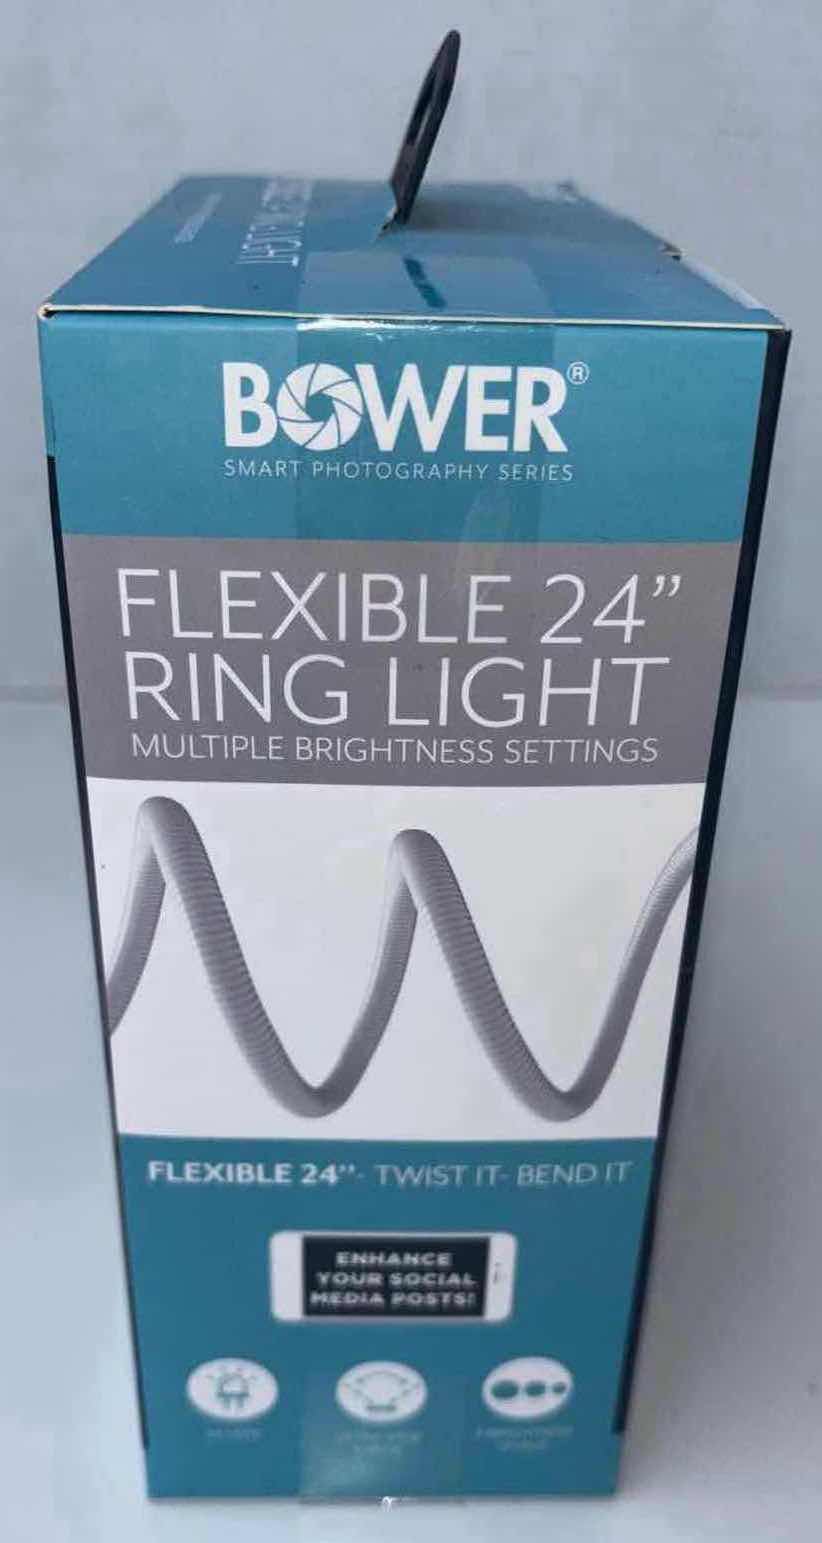 BOWER®
SMART PHOTOGRAPHY SERIES
FLEXIBLE 24”
RING LIGHT
MULTIPLE BRIGHTNESS SETTINGS
FLEXIBLE 24"- TWIST IT- BEND IT
ENHANCE
YOUR SOCIAL
MEDIA POSTS!